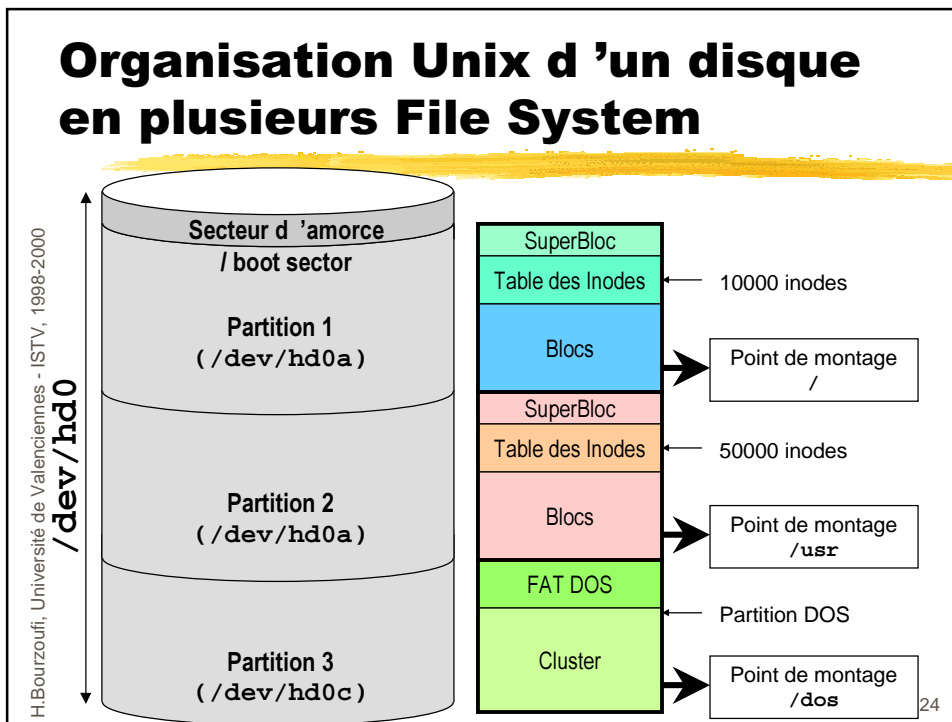 Organisation Unix d ’un disque
en plusieurs File System
H.Bourzoufi, Université de Valenciennes - ISTV, 1998-2000
/dev/hd0
Secteur d ’amorce
/ boot sector
Partition 1
(/dev/hd0a)
Partition 2
(/dev/hd0a)
Partition 3
(/dev/hd0c)
SuperBloc
Table des Inodes
10000 inodes
Blocs
Point de montage
/
SuperBloc
Table des Inodes
50000 inodes
Blocs
Point de montage
/usr
FAT DOS
Partition DOS
Cluster
Point de montage
/dos
24